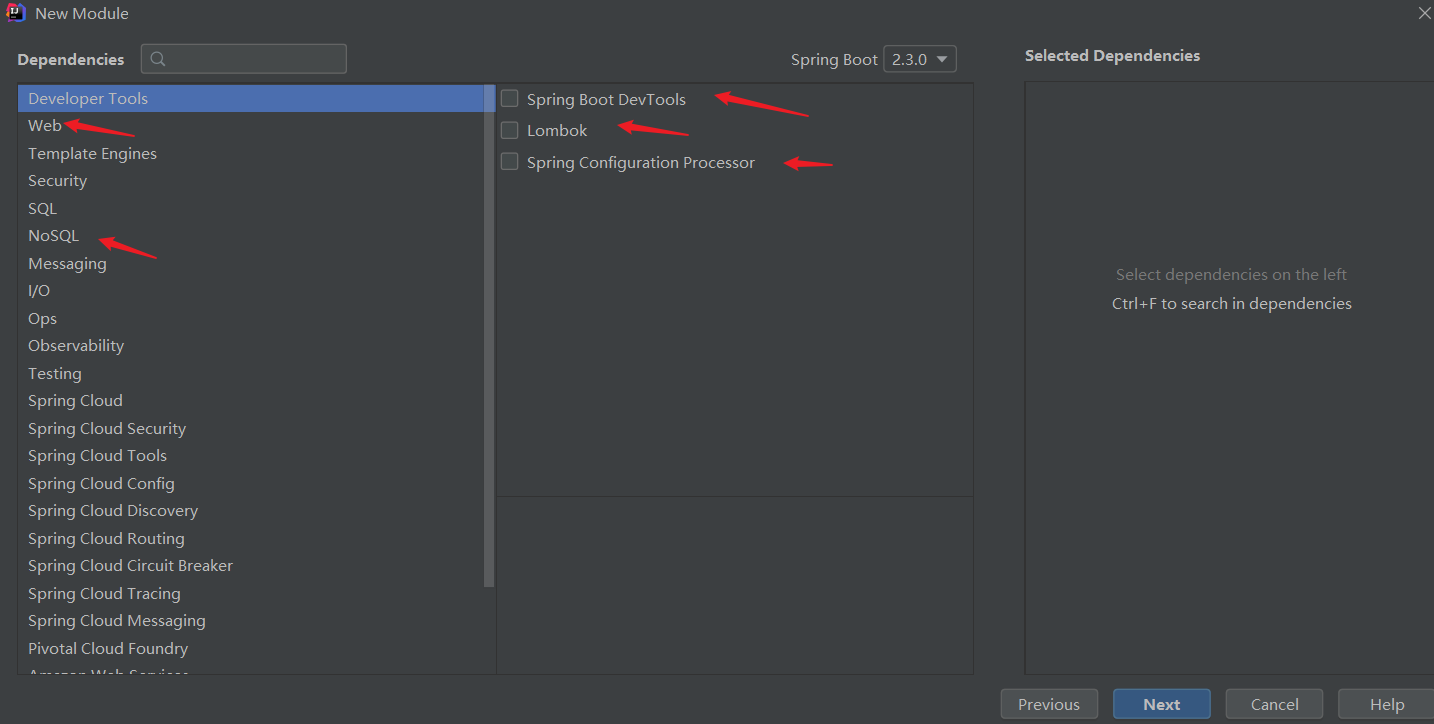 New Module
Dependencies
Spring Boot 2.3.0
Selected Dependencies
Developer Tools
Web
Template Engines
Security
SQL
NoSQL
Messaging
I/O
Ops
Observability
Testing
Spring Cloud
Spring Cloud Security
Spring Cloud Tools
Spring Cloud Config
Spring Cloud Discovery
Spring Cloud Routing
Spring Cloud Circuit Breaker
Spring Cloud Tracing
Spring Cloud Messaging
Pivotal Cloud Foundry
Amazon Web Services
Spring Boot DevTools
Lombok
Spring Configuration Processor
Select dependencies on the left
Ctrl+F to search in dependencies
Previous
Next
Cancel
Help